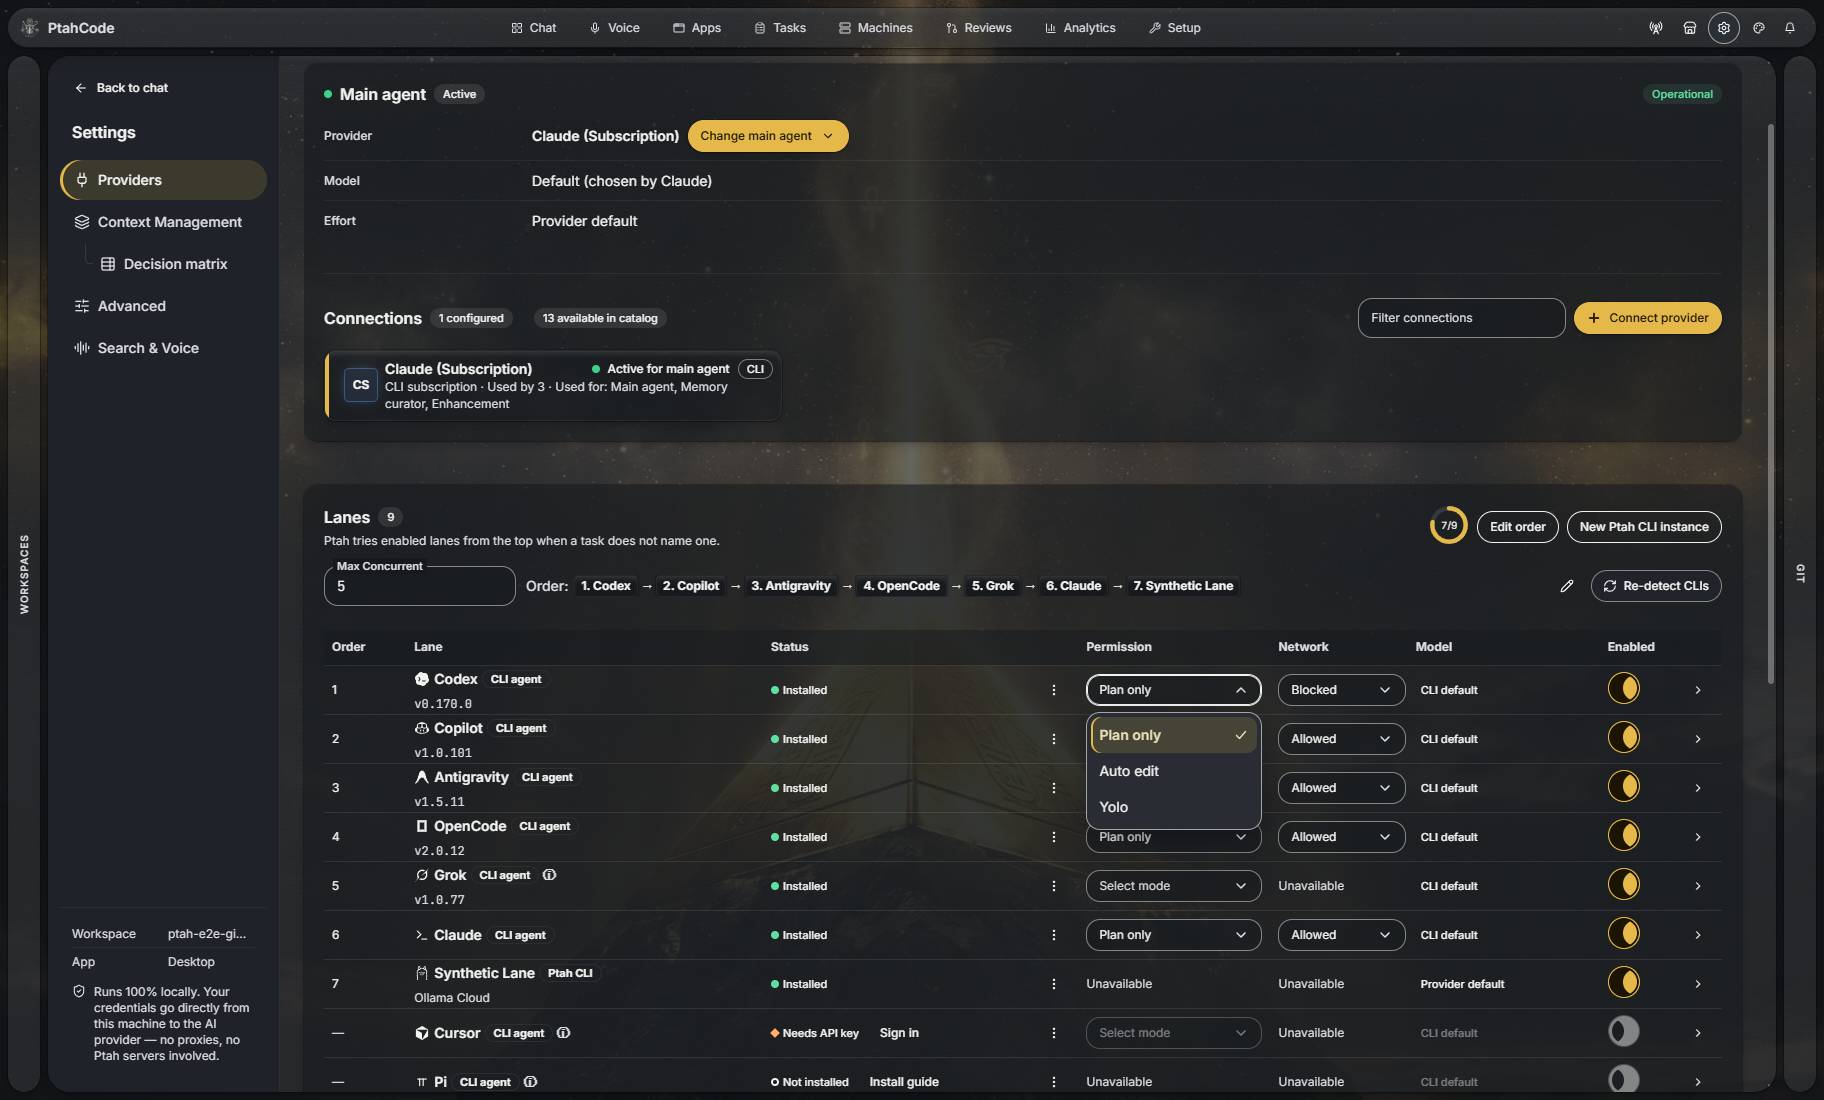 PtahCode
Chat
Voice
Apps
Tasks
Machines
Reviews
Analytics
Setup
WORKSPACES
Back to chat
Settings
Providers
Context Management
Decision matrix
Advanced
Search & Voice
Workspace ptah-e2e-gi...
App Desktop
Runs 100% locally. Your
credentials go directly from
this machine to the AI
provider — no proxies, no
Ptah servers involved.
Main agent Active Operational
Provider Claude (Subscription) Change main agent
Model Default (chosen by Claude)
Effort Provider default
Connections 1 configured 13 available in catalog Filter connections + Connect provider
CS Claude (Subscription) Active for main agent CLI
CLI subscription · Used by 3 · Used for: Main agent, Memory
curator, Enhancement
Lanes 9 7/9 Edit order New Ptah CLI instance
Ptah tries enabled lanes from the top when a task does not name one.
Max Concurrent
5 Order: 1. Codex → 2. Copilot → 3. Antigravity → 4. OpenCode → 5. Grok → 6. Claude → 7. Synthetic Lane Re-detect CLIs
Order Lane Status Permission Network Model Enabled
1 Codex CLI agent Installed Plan only Blocked CLI default
v0.170.0
Plan only
Auto edit
Yolo
2 Copilot CLI agent Installed Allowed CLI default
v1.0.101
3 Antigravity CLI agent Installed Allowed CLI default
v1.5.11
4 OpenCode CLI agent Installed Plan only Allowed CLI default
v2.0.12
5 Grok CLI agent Installed Select mode Unavailable CLI default
v1.0.77
6 Claude CLI agent Installed Plan only Allowed CLI default
7 Synthetic Lane Ptah CLI Installed Unavailable Unavailable Provider default
Ollama Cloud
— Cursor CLI agent Needs API key Sign in Select mode Unavailable CLI default
— Pi CLI agent Not installed Install guide Unavailable Unavailable CLI default
GIT